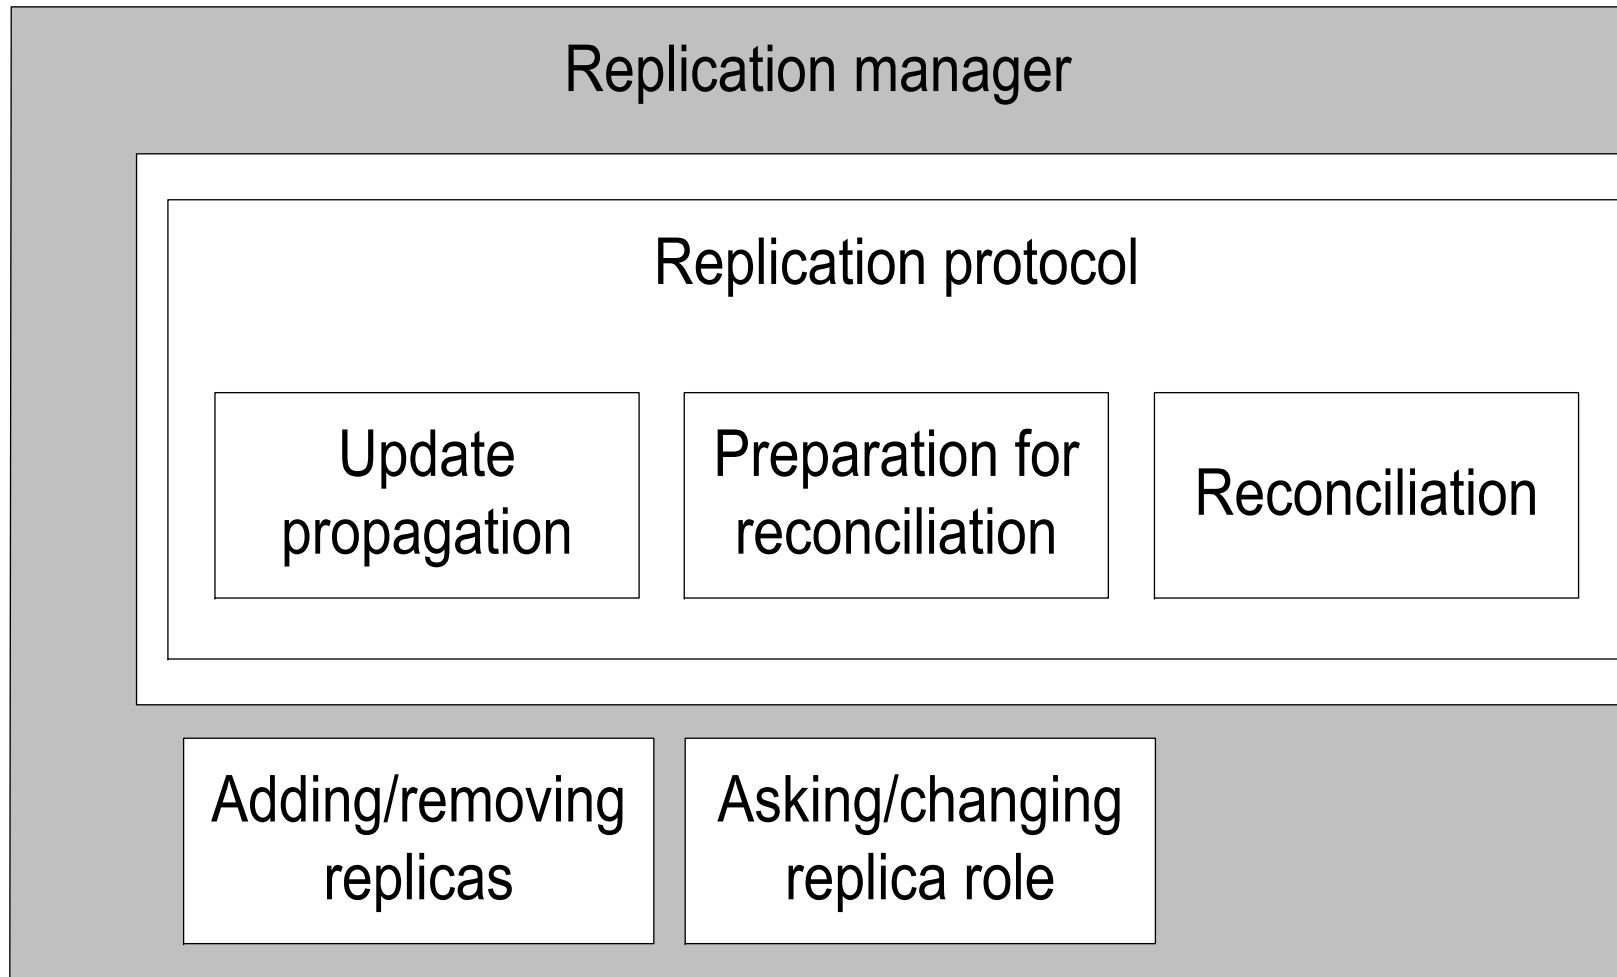 Replication manager
Replication protocol
Update
propagation
Preparation for
reconciliation
Reconciliation
Adding/removing
replicas
Asking/changing
replica role